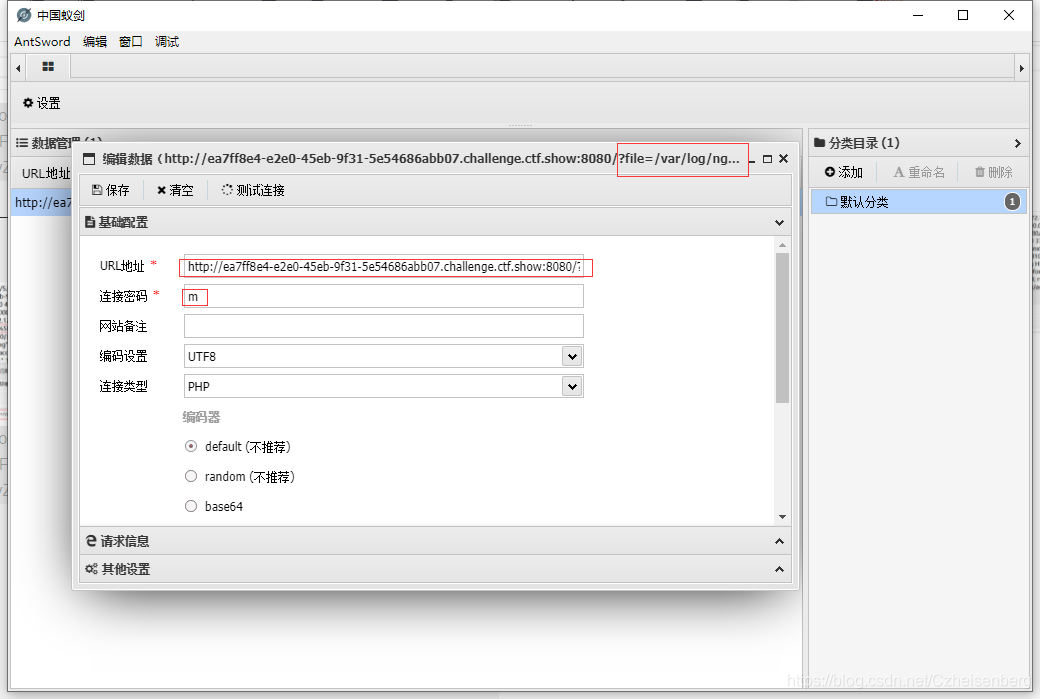 中国蚁剑
AntSword 编辑 窗口 调试
设置
数据管理 (1)
分类目录 (1)
编辑数据 (http://ea7ff8e4-e2e0-45eb-9f31-5e54686abb07.challenge.ctf.show:8080/?file=/var/log/ng...
URL地址
添加 重命名 删除
保存 清空 测试连接
http://ea7
默认分类 1
基础配置
URL地址 * http://ea7ff8e4-e2e0-45eb-9f31-5e54686abb07.challenge.ctf.show:8080/?
连接密码 * m
网站备注
编码设置 UTF8
连接类型 PHP
编码器
default (不推荐)
random (不推荐)
base64
请求信息
其他设置
https://blog.csdn.net/Czheisenberg